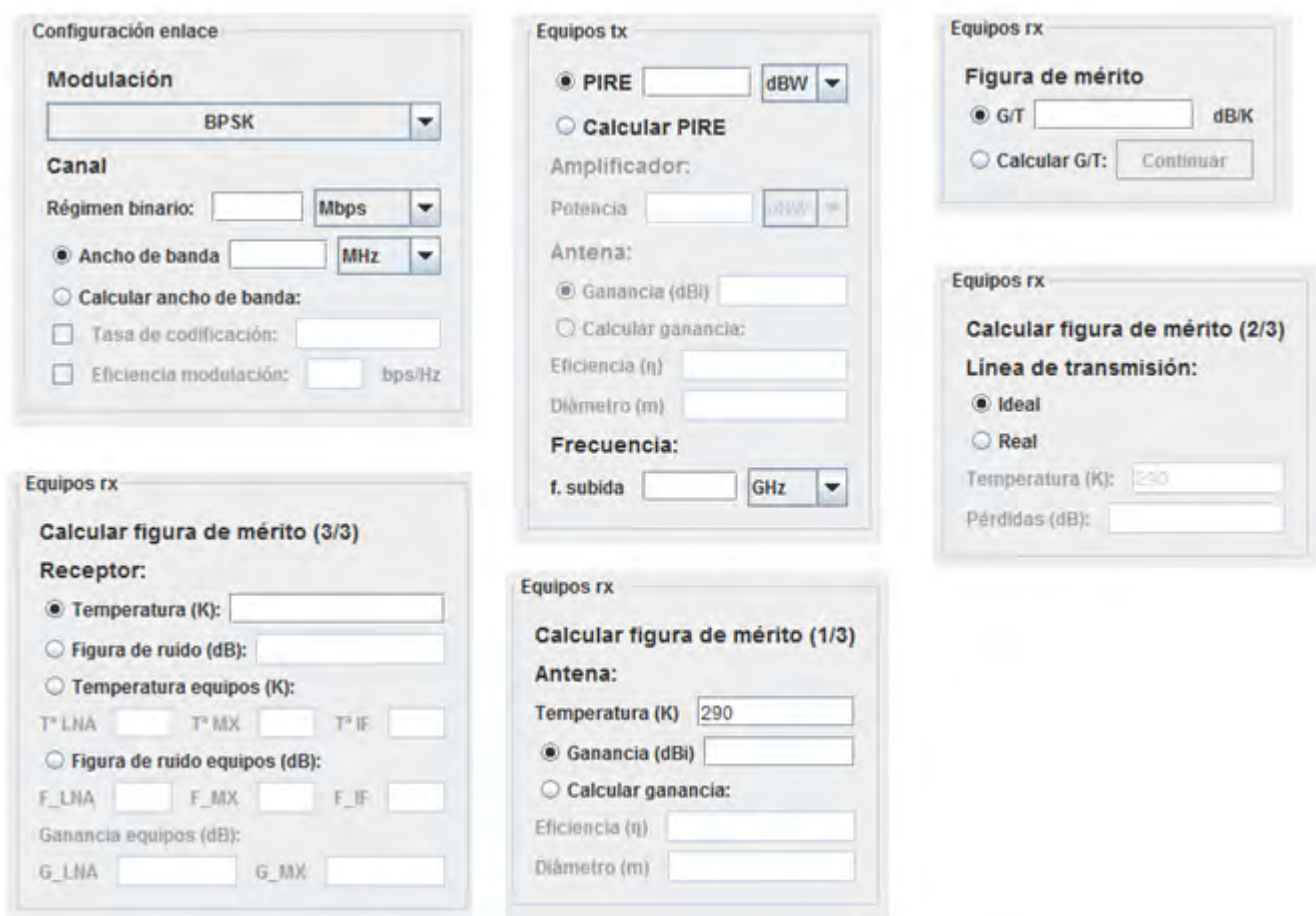 Configuración enlace
Modulación
BPSK
Canal
Régimen binario: Mbps
Ancho de banda MHz
Calcular ancho de banda:
Tasa de codificación:
Eficiencia modulación: bps/Hz
Equipos tx
PIRE dBW
Calcular PIRE
Amplificador:
Potencia dBW
Antena:
Ganancia (dBi)
Calcular ganancia:
Eficiencia (η)
Diámetro (m)
Frecuencia:
f. subida GHz
Equipos rx
Figura de mérito
G/T dB/K
Calcular G/T: Continuar
Equipos rx
Calcular figura de mérito (2/3)
Línea de transmisión:
Ideal
Real
Temperatura (K): 290
Pérdidas (dB):
Equipos rx
Calcular figura de mérito (3/3)
Receptor:
Temperatura (K):
Figura de ruido (dB):
Temperatura equipos (K):
Tª LNA Tª MX Tª IF
Figura de ruido equipos (dB):
F_LNA F_MX F_IF
Ganancia equipos (dB):
G_LNA G_MX
Equipos rx
Calcular figura de mérito (1/3)
Antena:
Temperatura (K) 290
Ganancia (dBi)
Calcular ganancia:
Eficiencia (η)
Diámetro (m)